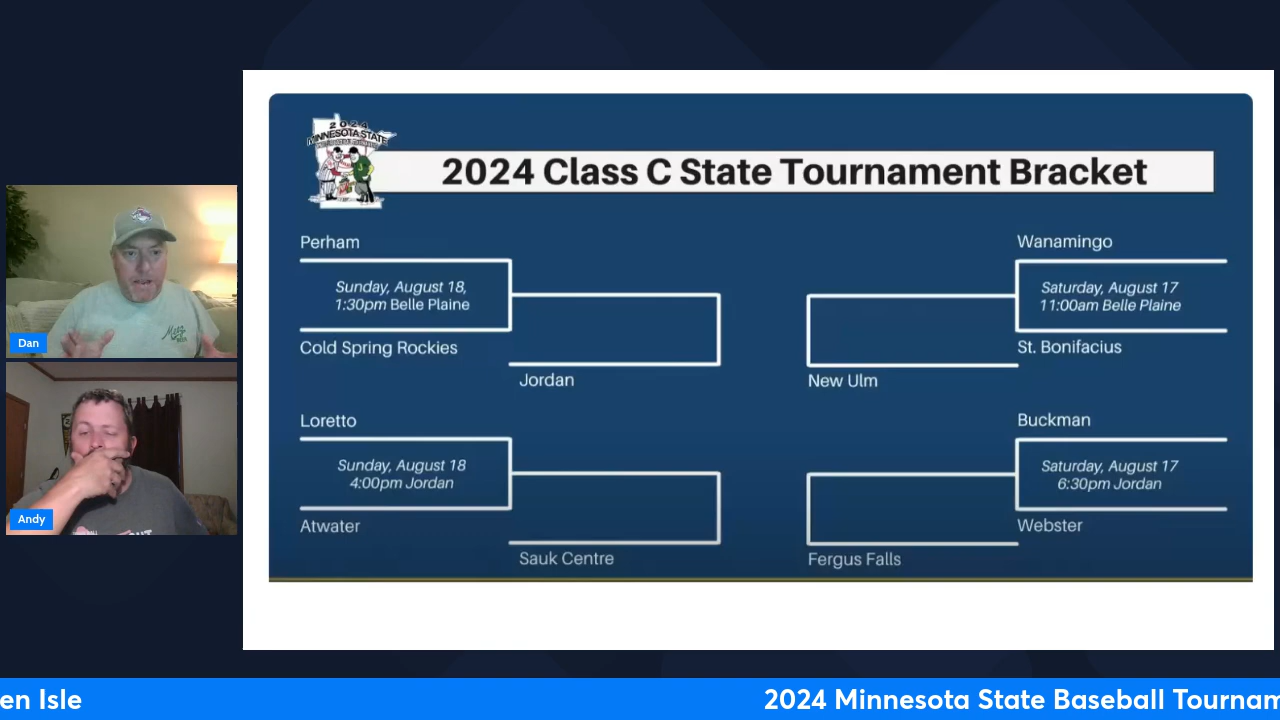 2024
MINNESOTA STATE
2024 Class C State Tournament Bracket
Perham
Sunday, August 18,
1:30pm Belle Plaine
Cold Spring Rockies
Jordan
Loretto
Sunday, August 18
4:00pm Jordan
Atwater
Sauk Centre
Wanamingo
Saturday, August 17
11:00am Belle Plaine
St. Bonifacius
New Ulm
Buckman
Saturday, August 17
6:30pm Jordan
Webster
Fergus Falls
Dan
Andy
en Isle
2024 Minnesota State Baseball Tournam